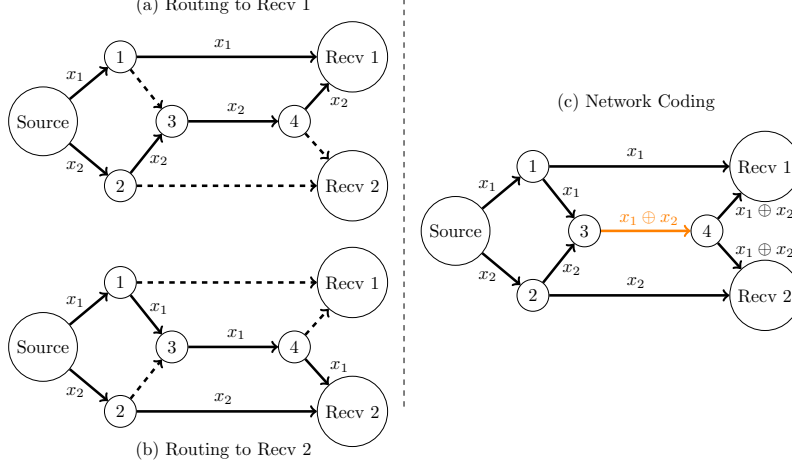 (a) Routing to Recv 1
x₁
1
Recv 1
x₁
Source
3
x₂
4
x₂
x₂
x₂
2
Recv 2
1
Recv 1
x₁
x₁
Source
3
x₁
4
x₁
x₂
2
x₂
Recv 2
(b) Routing to Recv 2
(c) Network Coding
x₁
1
Recv 1
x₁
x₁
x₁ ⊕ x₂
Source
3
x₁ ⊕ x₂
4
x₁ ⊕ x₂
x₂
x₂
2
x₂
Recv 2